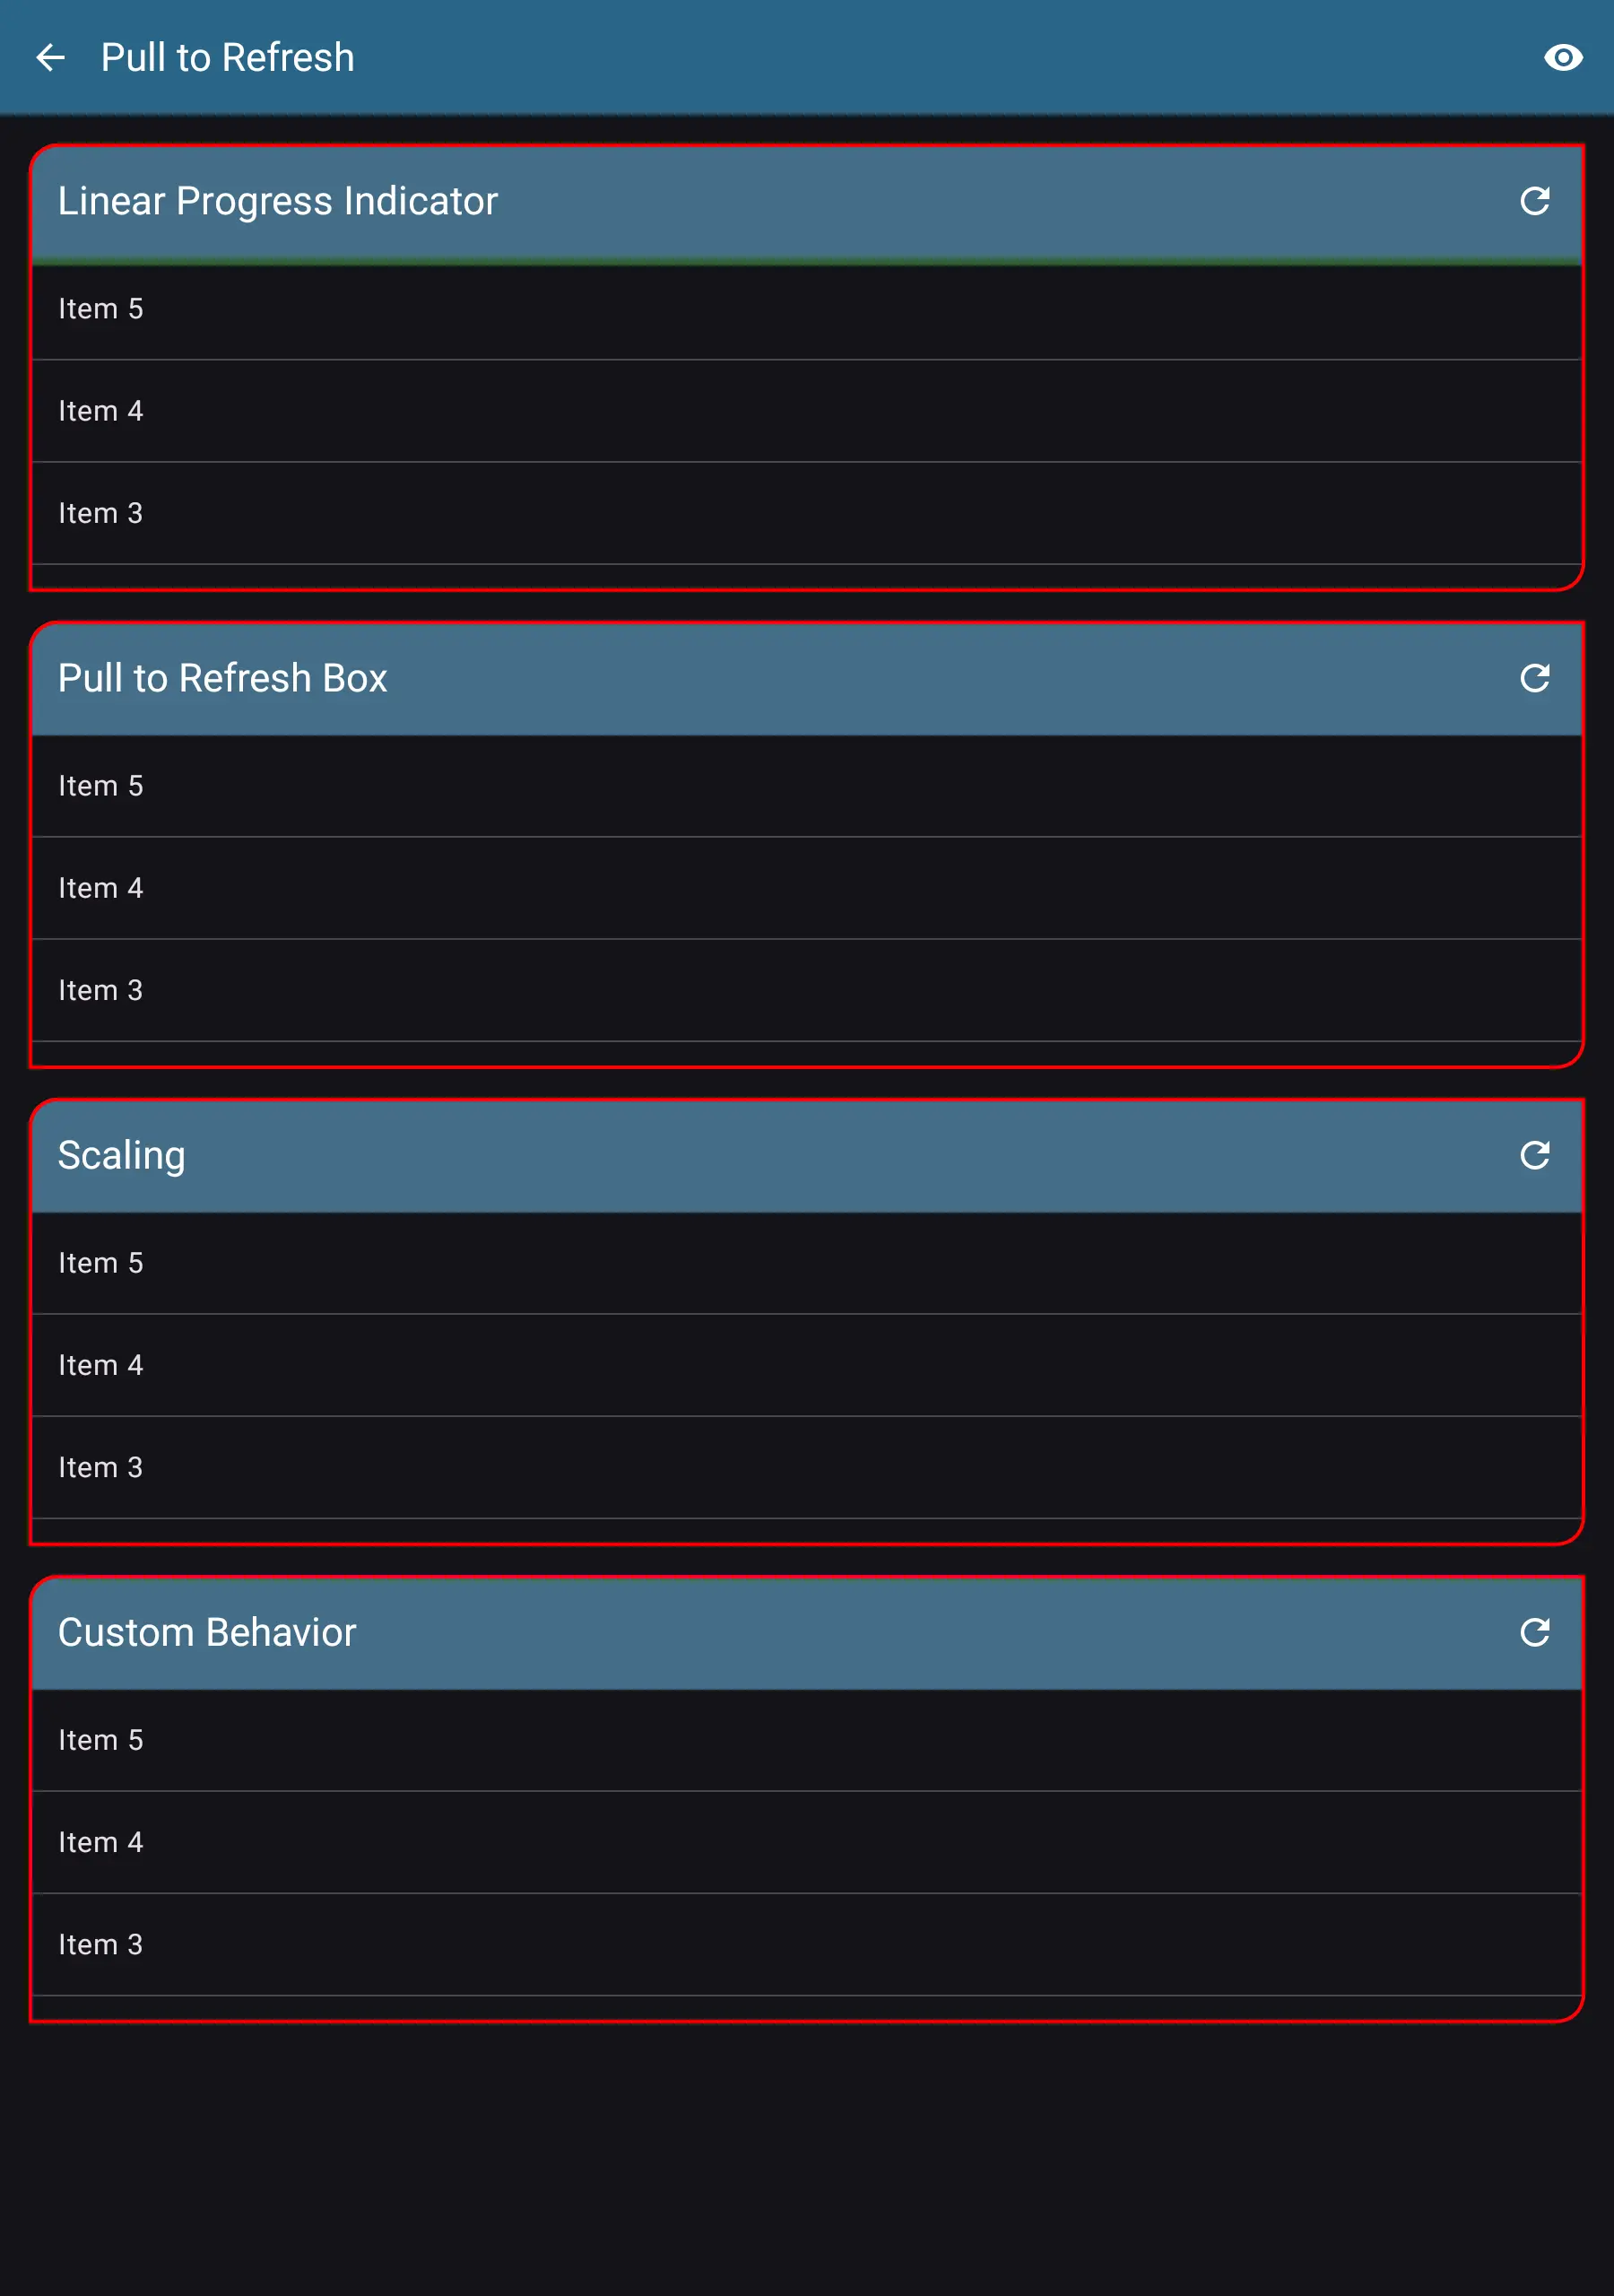 Pull to Refresh
Linear Progress Indicator
Item 5
Item 4
Item 3
Pull to Refresh Box
Item 5
Item 4
Item 3
Scaling
Item 5
Item 4
Item 3
Custom Behavior
Item 5
Item 4
Item 3